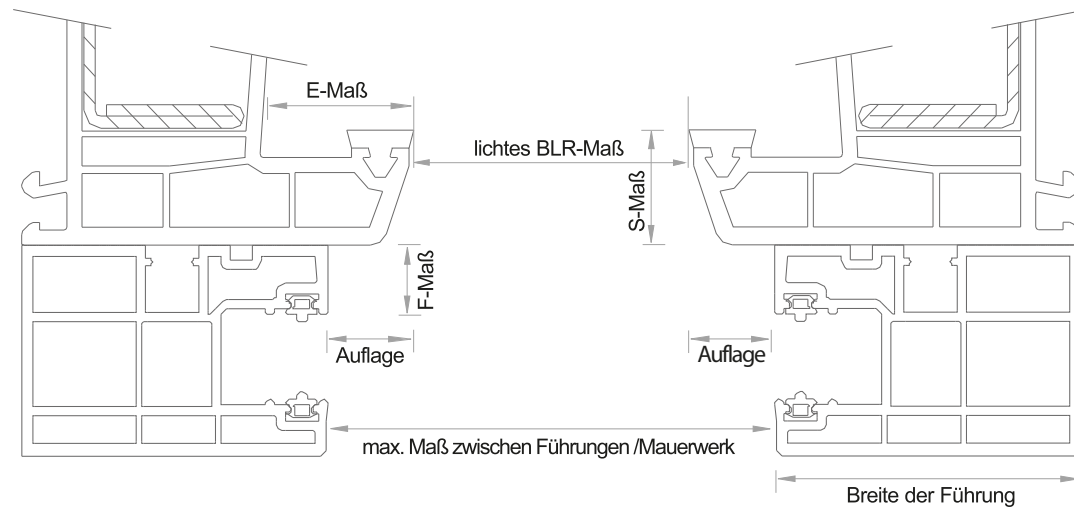 E-Maß
lichtes BLR-Maß
S-Maß
F-Maß
Auflage
Auflage
max. Maß zwischen Führungen /Mauerwerk
Breite der Führung